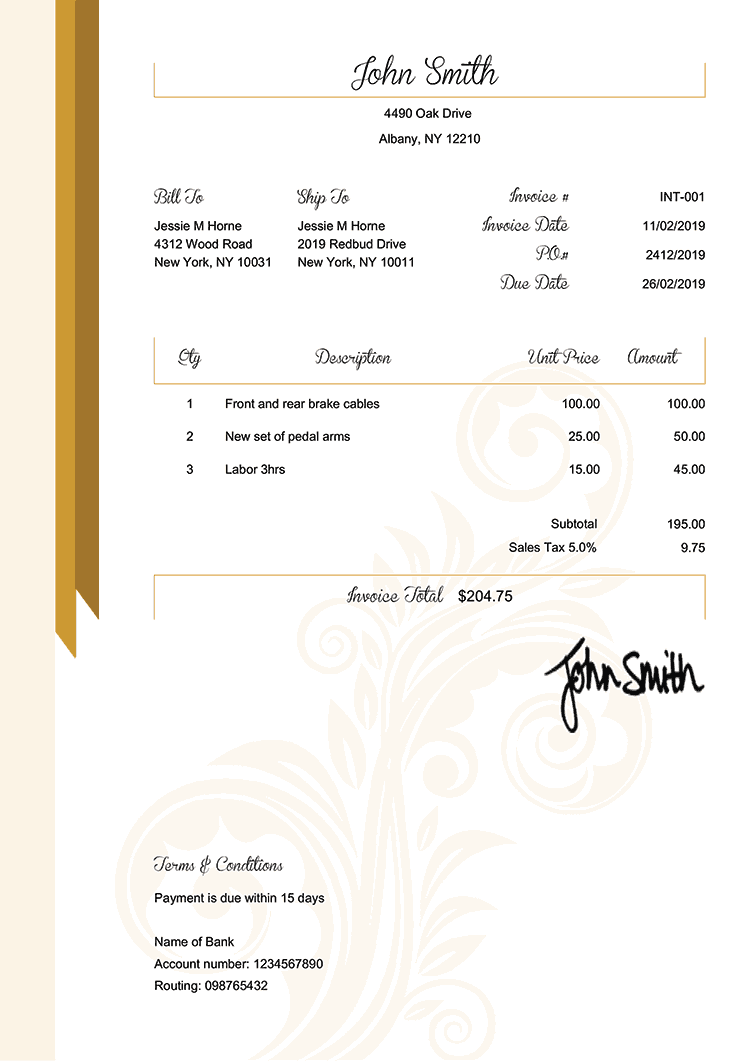 John Smith
4490 Oak Drive
Albany, NY 12210
Bill To
Jessie M Horne
4312 Wood Road
New York, NY 10031
Ship To
Jessie M Horne
2019 Redbud Drive
New York, NY 10011
Invoice # INT-001
Invoice Date 11/02/2019
P.O.# 2412/2019
Due Date 26/02/2019
Qty Description Unit Price Amount
1 Front and rear brake cables 100.00 100.00
2 New set of pedal arms 25.00 50.00
3 Labor 3hrs 15.00 45.00
Subtotal 195.00
Sales Tax 5.0% 9.75
Invoice Total $204.75
John Smith
Terms & Conditions
Payment is due within 15 days
Name of Bank
Account number: 1234567890
Routing: 098765432